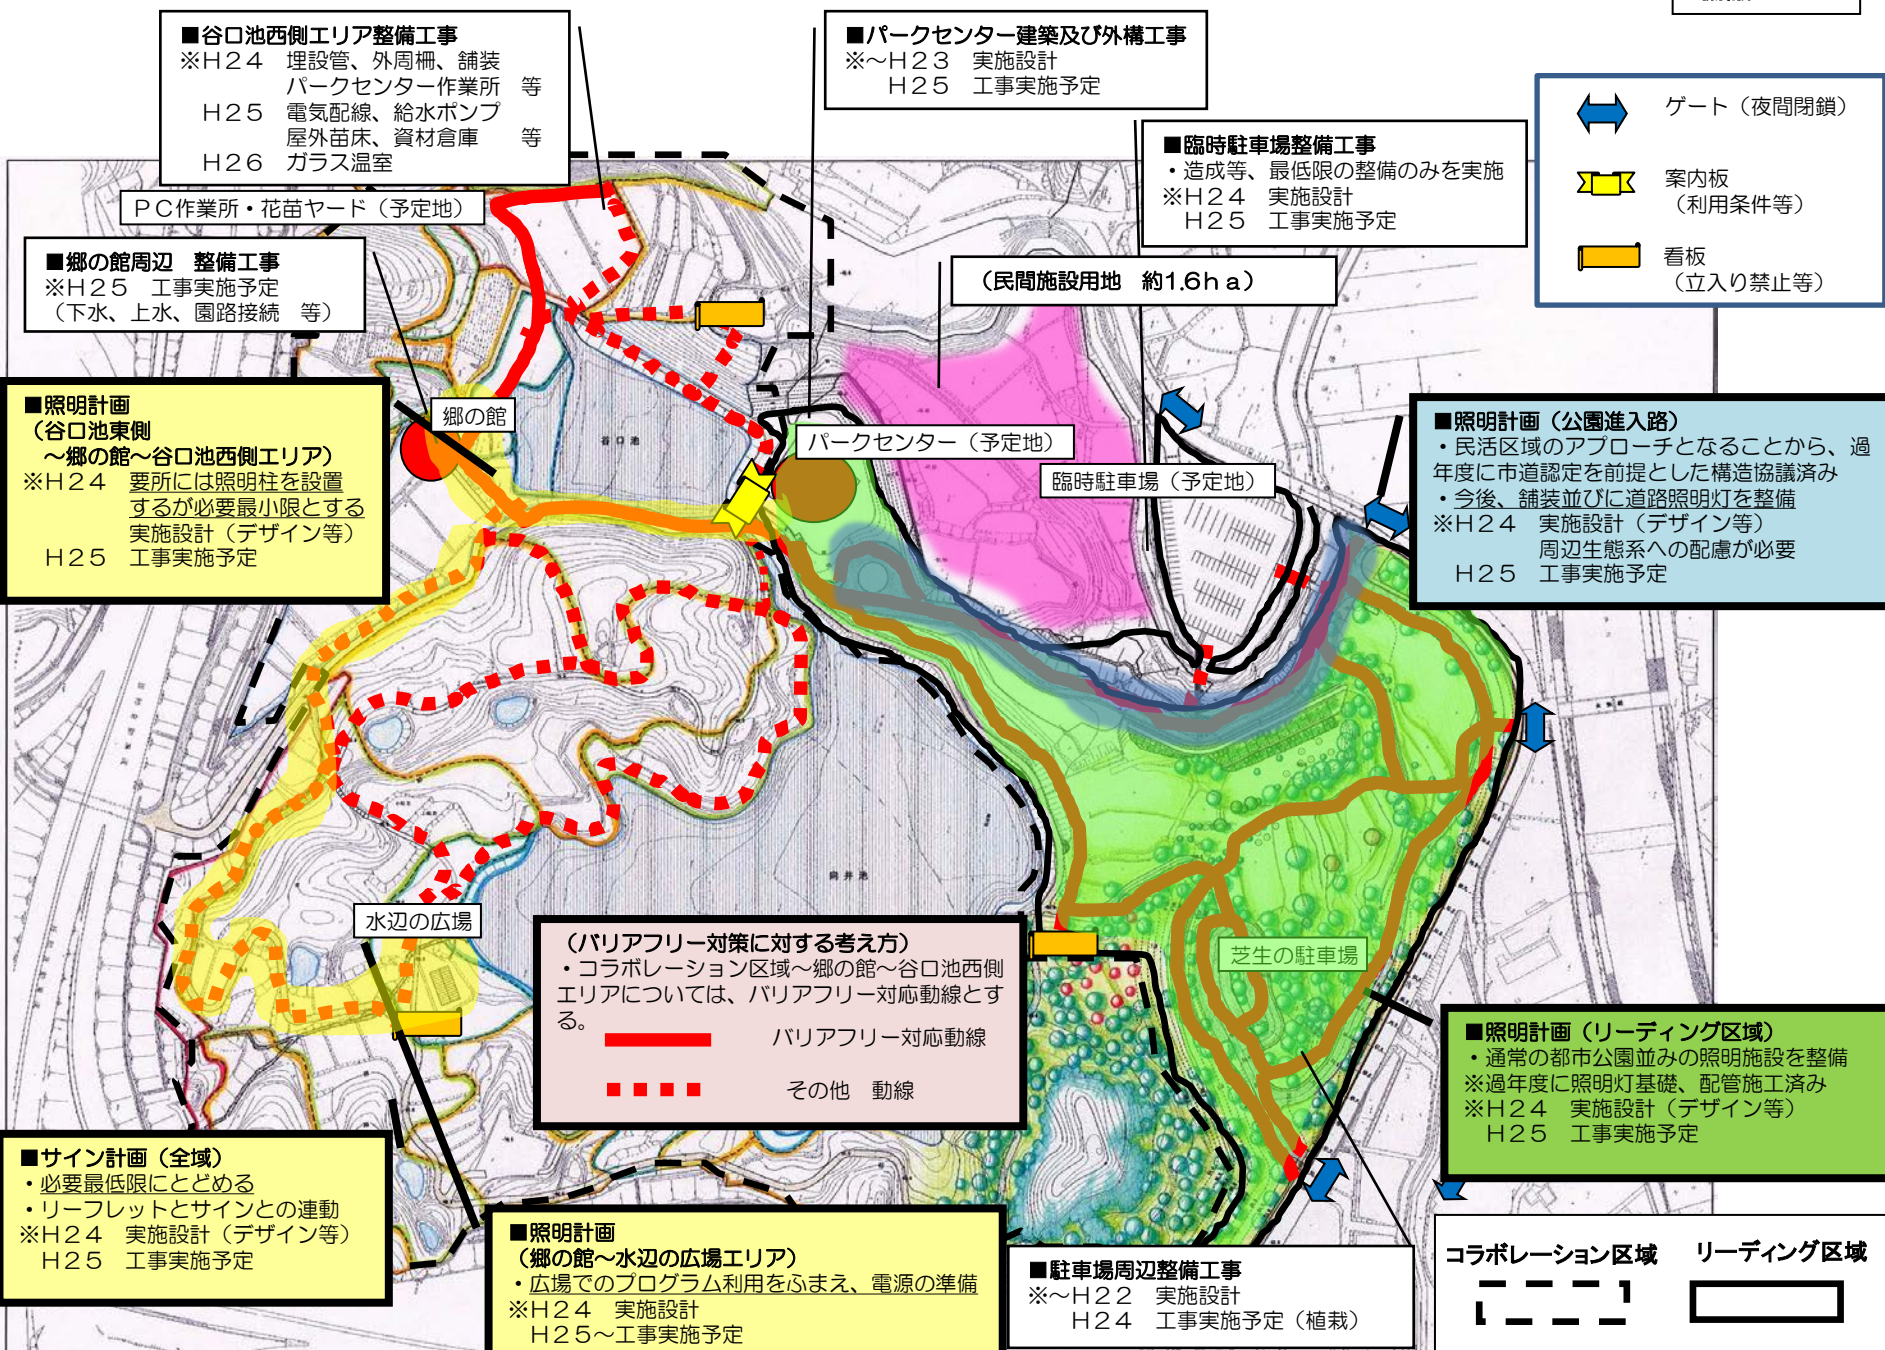 ■谷口池西側エリア整備工事
※H24　埋設管、外周柵、舗装
パークセンター作業所　等
H25　電気配線、給水ポンプ
屋外苗床、資材倉庫　等
H26　ガラス温室
■パークセンター建築及び外構工事
※～H23　実施設計
H25　工事実施予定
■臨時駐車場整備工事
・造成等、最低限の整備のみを実施
※H24　実施設計
H25　工事実施予定
ゲート（夜間閉鎖）
案内板
（利用条件等）
看板
（立入り禁止等）
PC作業所・花苗ヤード（予定地）
■郷の館周辺　整備工事
※H25　工事実施予定
（下水、上水、園路接続　等）
（民間施設用地　約1.6ha）
■照明計画
（谷口池東側
～郷の館～谷口池西側エリア）
※H24　要所には照明柱を設置
するが必要最小限とする
実施設計（デザイン等）
H25　工事実施予定
郷の館
谷口池
パークセンター（予定地）
臨時駐車場（予定地）
■照明計画（公園進入路）
・民活区域のアプローチとなることから、過
年度に市道認定を前提とした構造協議済み
・今後、舗装並びに道路照明灯を整備
※H24　実施設計（デザイン等）
周辺生態系への配慮が必要
H25　工事実施予定
向井池
水辺の広場
（バリアフリー対策に対する考え方）
・コラボレーション区域～郷の館～谷口池西側
エリアについては、バリアフリー対応動線とす
る。
バリアフリー対応動線
その他　動線
芝生の駐車場
■照明計画（リーディング区域）
・通常の都市公園並みの照明施設を整備
※過年度に照明灯基礎、配管施工済み
※H24　実施設計（デザイン等）
H25　工事実施予定
■サイン計画（全域）
・必要最低限にとどめる
・リーフレットとサインとの連動
※H24　実施設計（デザイン等）
H25　工事実施予定
■照明計画
（郷の館～水辺の広場エリア）
・広場でのプログラム利用をふまえ、電源の準備
※H24　実施設計
H25～工事実施予定
■駐車場周辺整備工事
※～H22　実施設計
H24　工事実施予定（植栽）
コラボレーション区域　リーディング区域